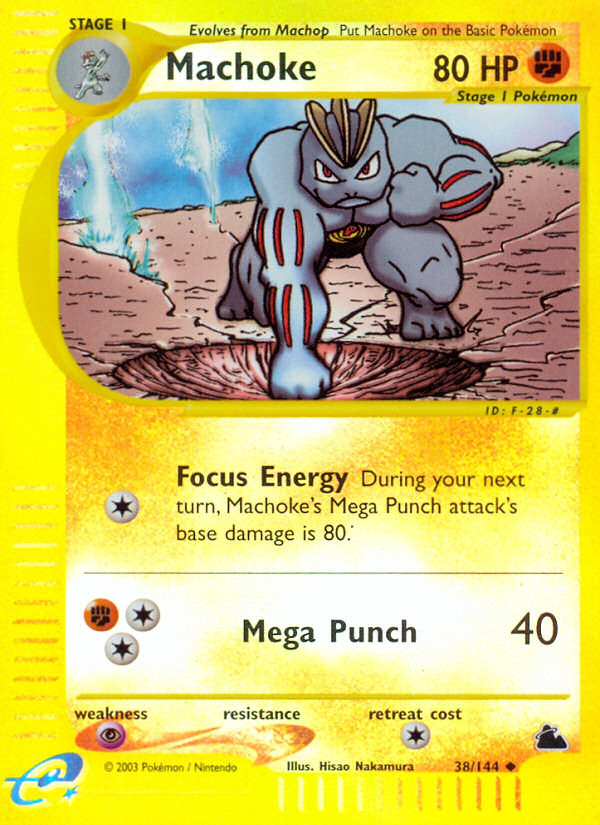 STAGE 1
Evolves from Machop Put Machoke on the Basic Pokémon
Machoke 80 HP
Stage 1 Pokémon
ID: F-28-#
Focus Energy During your next
turn, Machoke's Mega Punch attack's
base damage is 80.
Mega Punch 40
weakness resistance retreat cost
© 2003 Pokémon / Nintendo Illus. Hisao Nakamura 38/144
e